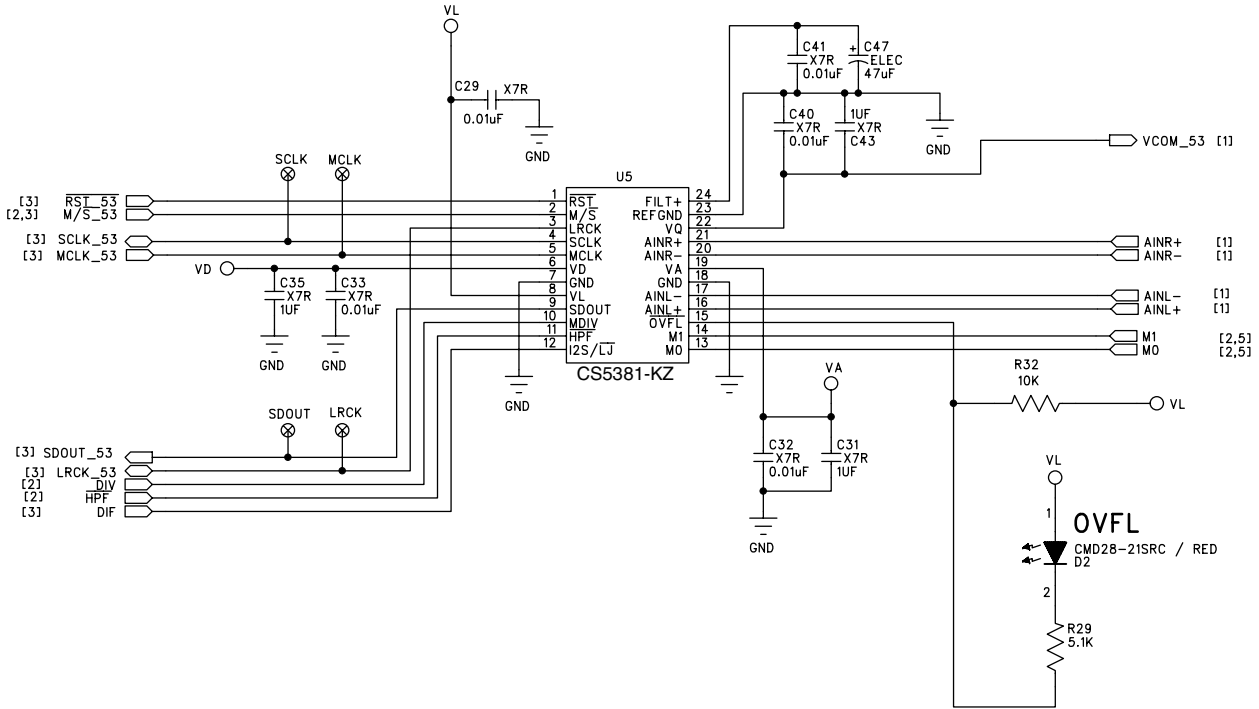 VL
C41
X7R
0.01uF
+
C47
ELEC
47uF
C29
X7R
0.01uF
GND
C40
X7R
0.01uF
1UF
X7R
C43
GND
VCOM_53 [1]
SCLK
MCLK
U5
[3] RST_53
[2,3] M/S_53
[3] SCLK_53
[3] MCLK_53
VD
C35
X7R
1UF
GND
C33
X7R
0.01uF
GND
1 RST
2 M/S
3 LRCK
4 SCLK
5 MCLK
6 VD
7 GND
8 VL
9 SDOUT
10 MDIV
11 HPF
12 I2S/LJ
FILT+ 24
REFGND 23
VQ 22
AINR+ 21
AINR- 20
VA 19
GND 18
AINL- 17
AINL+ 16
OVFL 15
M1 14
M0 13
CS5381-KZ
GND
AINR+ [1]
AINR- [1]
AINL- [1]
AINL+ [1]
M1 [2,5]
M0 [2,5]
R32
10K
VL
VA
C32
X7R
0.01uF
C31
X7R
1UF
GND
SDOUT
LRCK
[3] SDOUT_53
[3] LRCK_53
[2] DIV
[2] HPF
[3] DIF
VL
1
OVFL
CMD28-21SRC / RED
D2
2
R29
5.1K